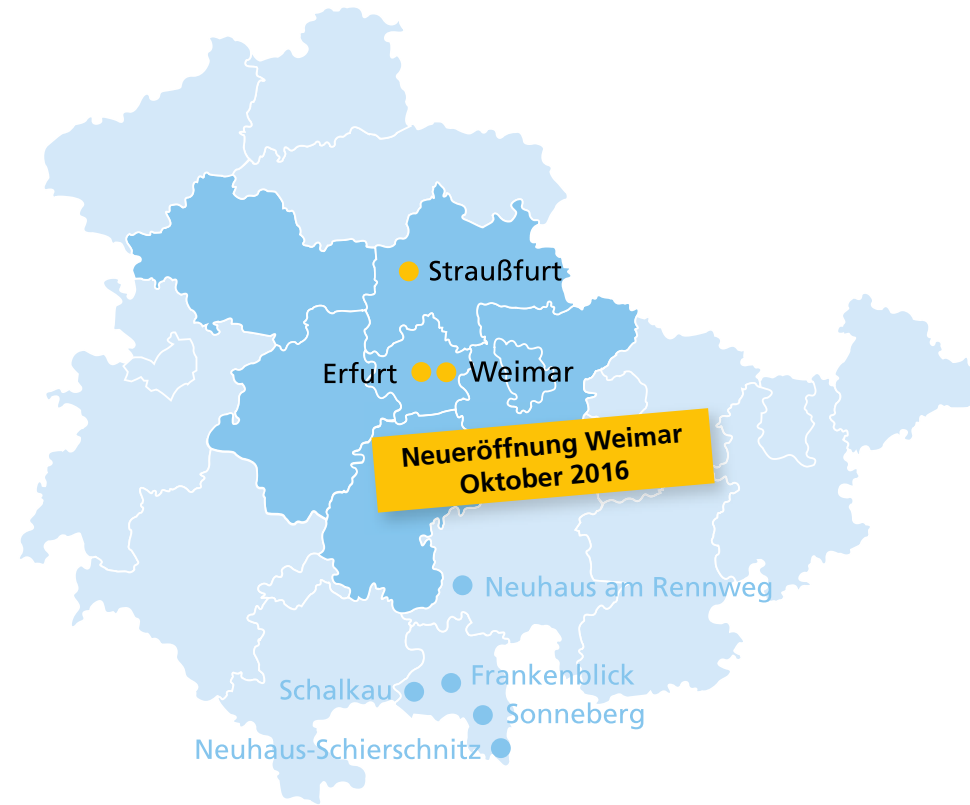 Straußfurt
Erfurt
Weimar
Neueröffnung Weimar
Oktober 2016
Neuhaus am Rennweg
Frankenblick
Schalkau
Sonneberg
Neuhaus-Schierschnitz